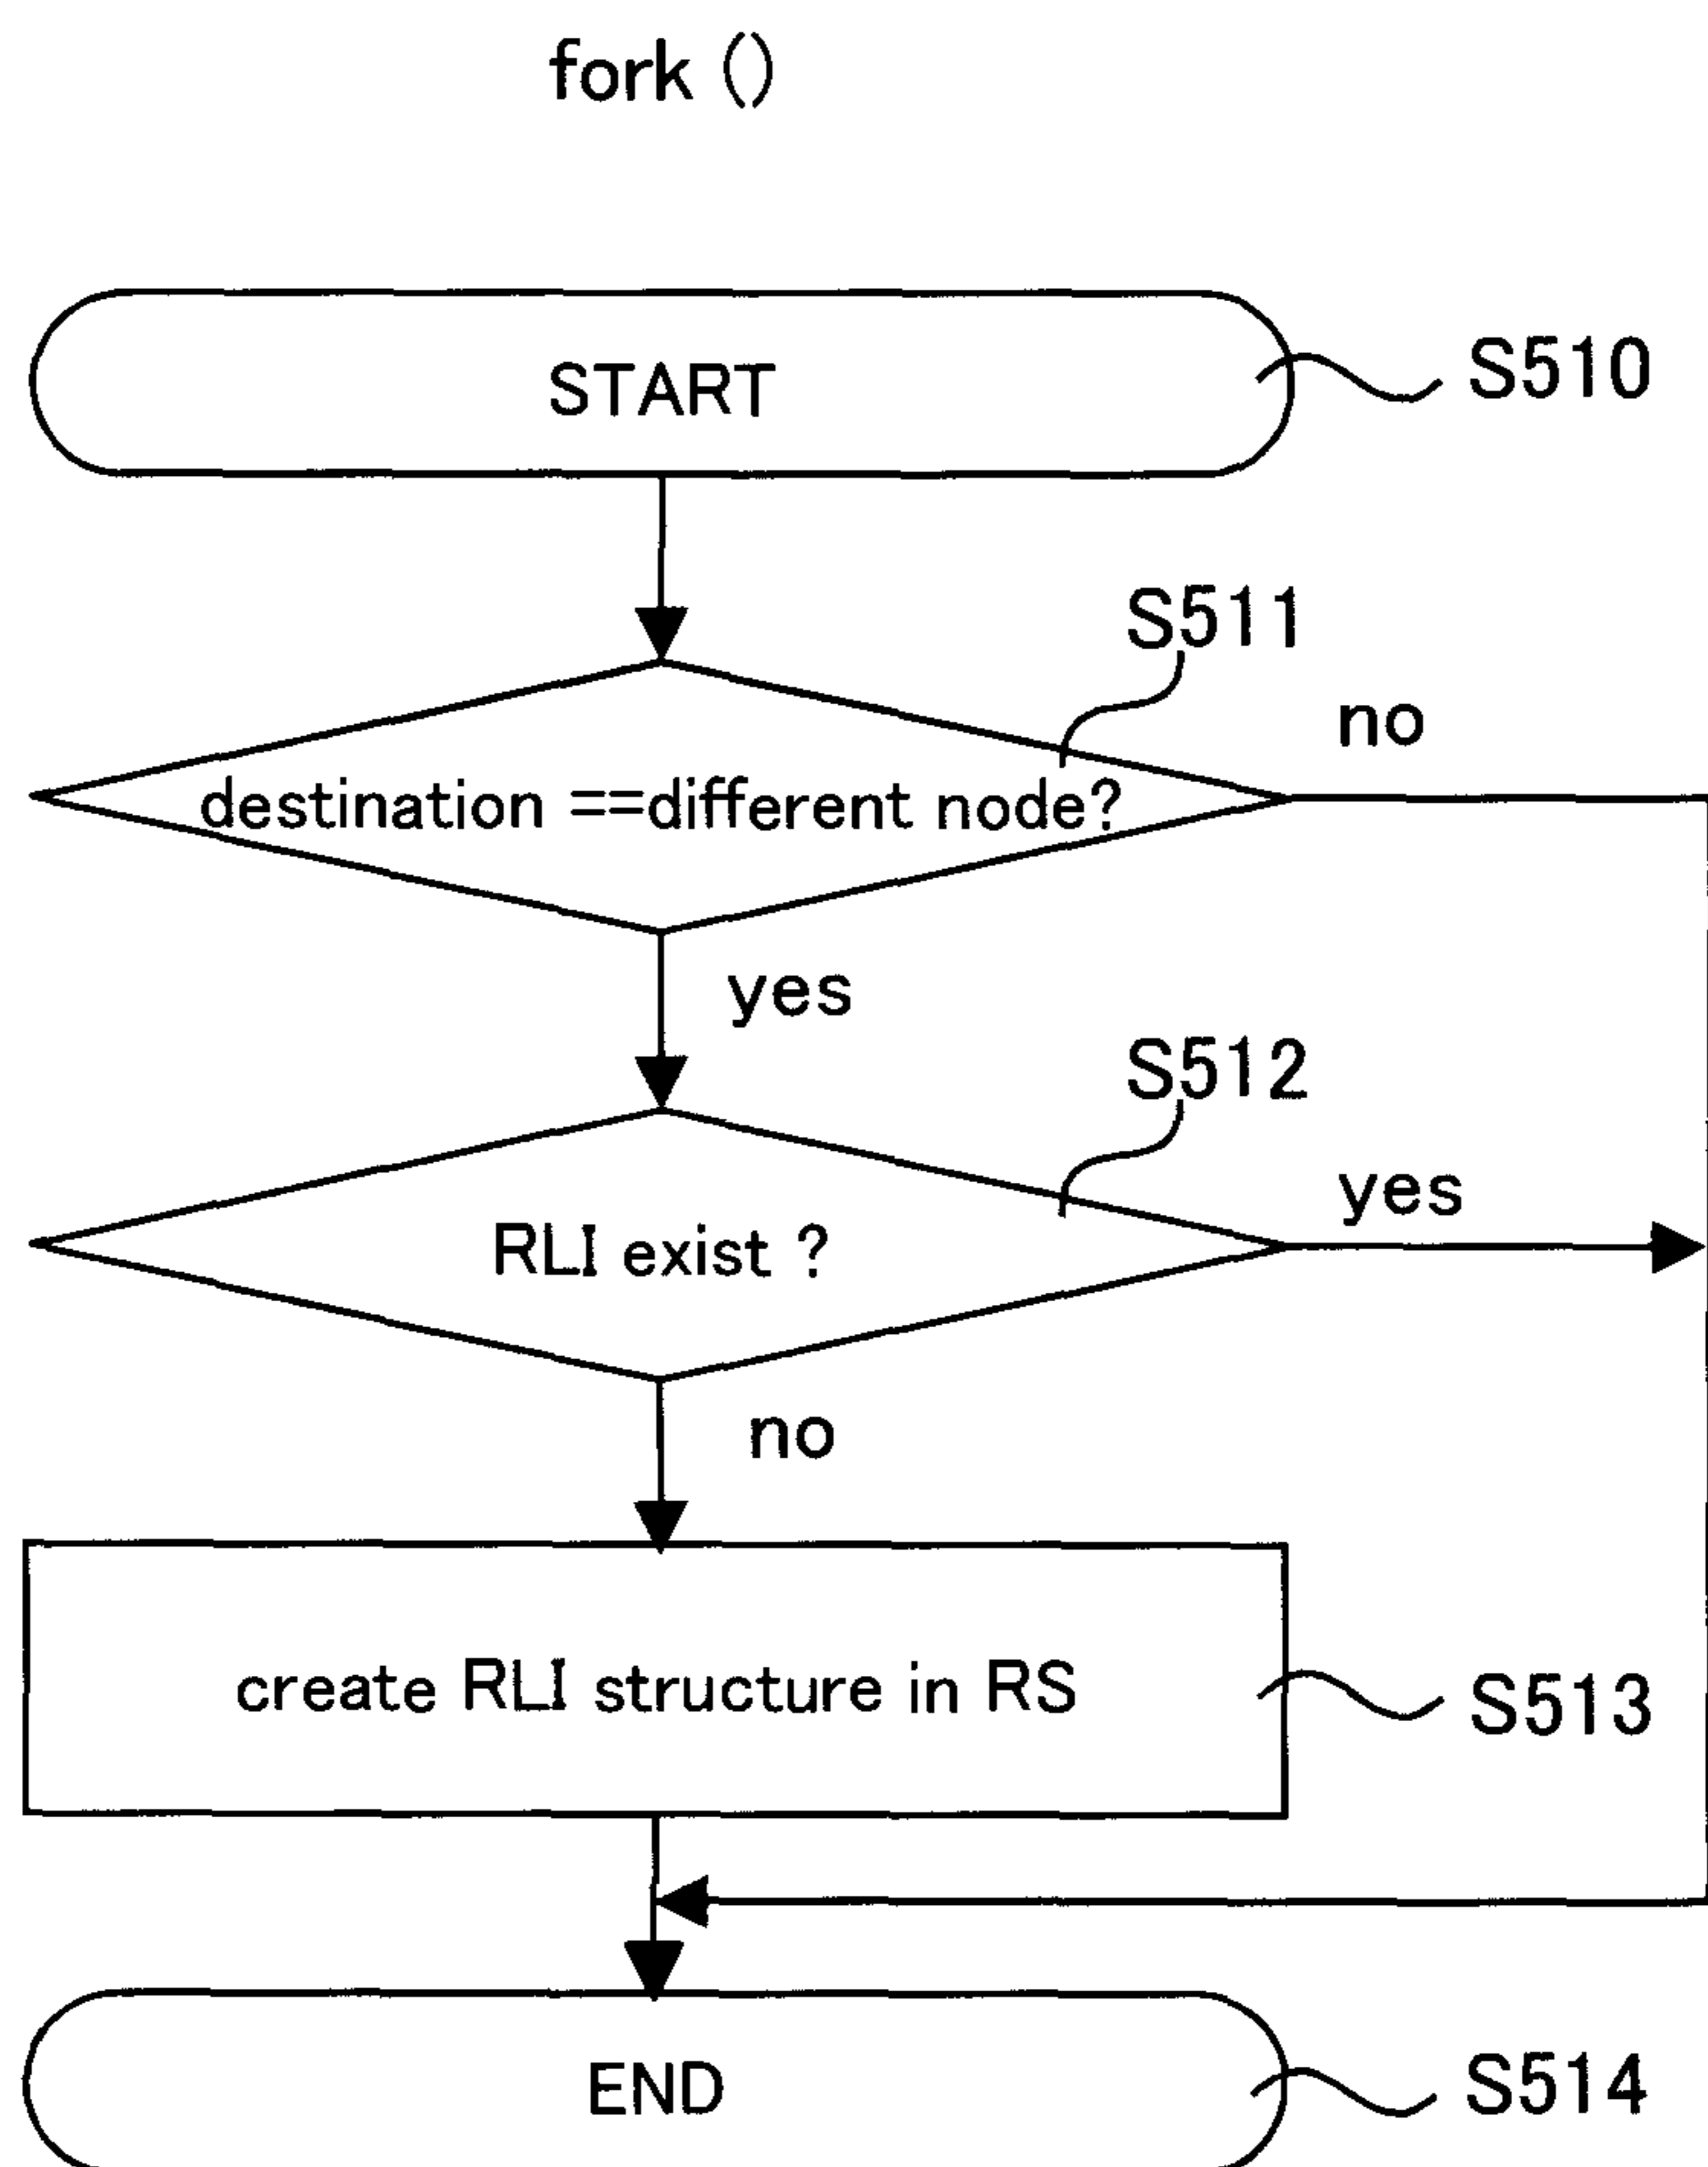 fork ()
START
S510
S511
no
destination ==different node?
yes
S512
yes
RLI exist ?
no
create RLI structure in RS
S513
END
S514